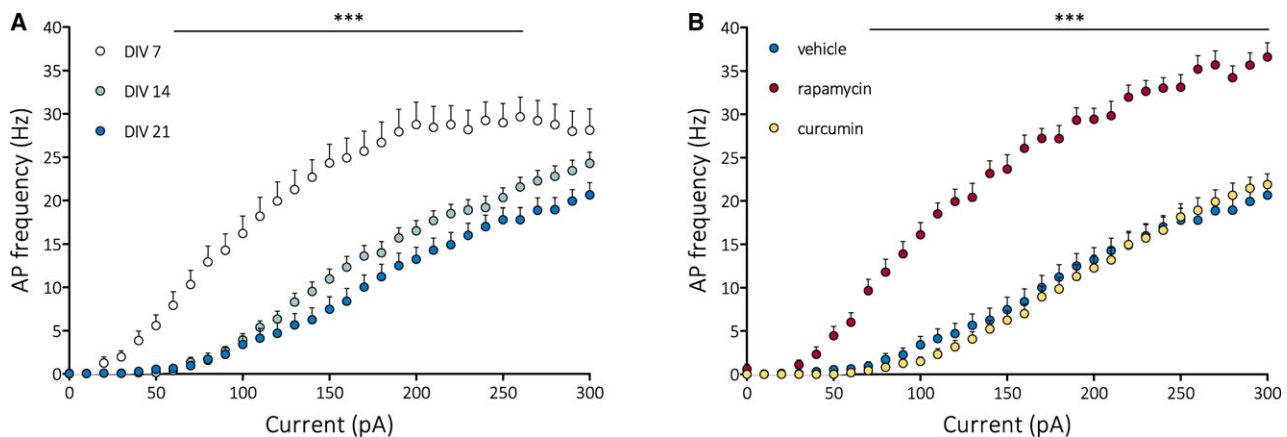 A
***
40
35
30
25
20
15
10
5
0
AP frequency (Hz)
DIV 7
DIV 14
DIV 21
0 50 100 150 200 250 300
Current (pA)
B
***
40
35
30
25
20
15
10
5
0
AP frequency (Hz)
vehicle
rapamycin
curcumin
0 50 100 150 200 250 300
Current (pA)